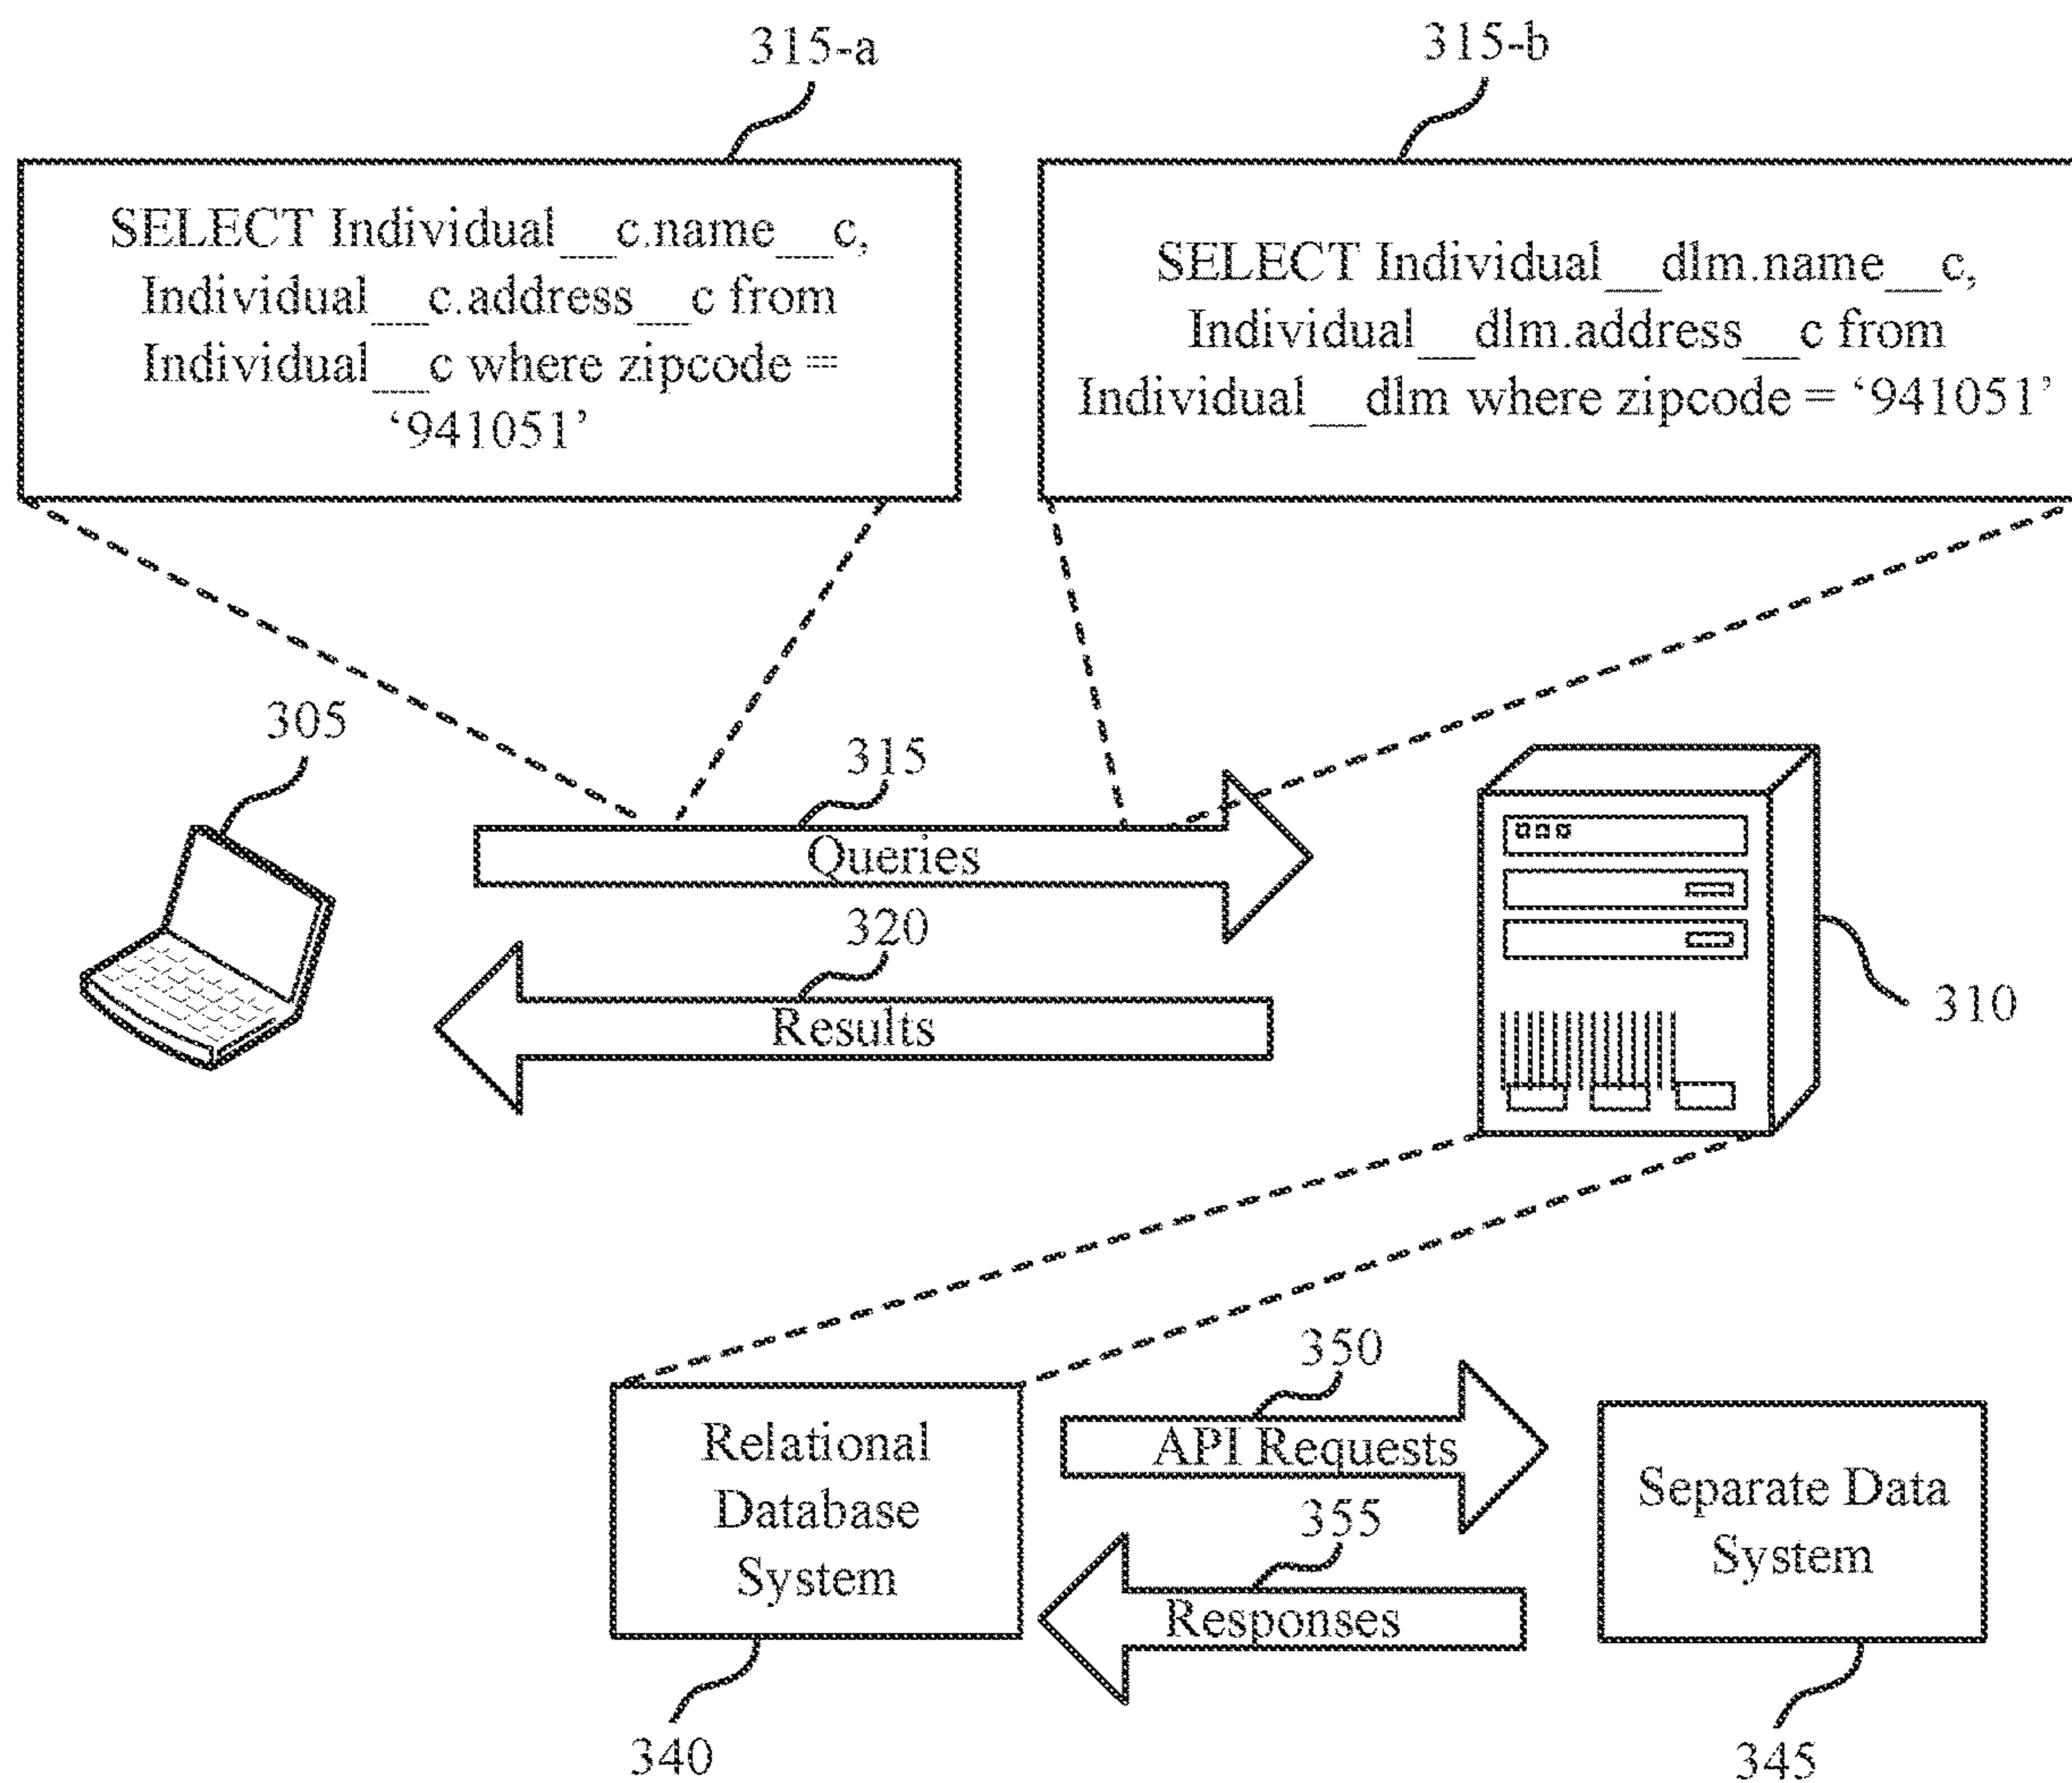 315-a
315-b
SELECT Individual__c.name__c,
Individual__c.address__c from
Individual__c where zipcode =
‘941051’
SELECT Individual__dlm.name__c,
Individual__dlm.address__c from
Individual__dlm where zipcode = ‘941051’
305
315
Queries
320
Results
310
350
API Requests
355
Responses
Relational
Database
System
Separate Data
System
340
345